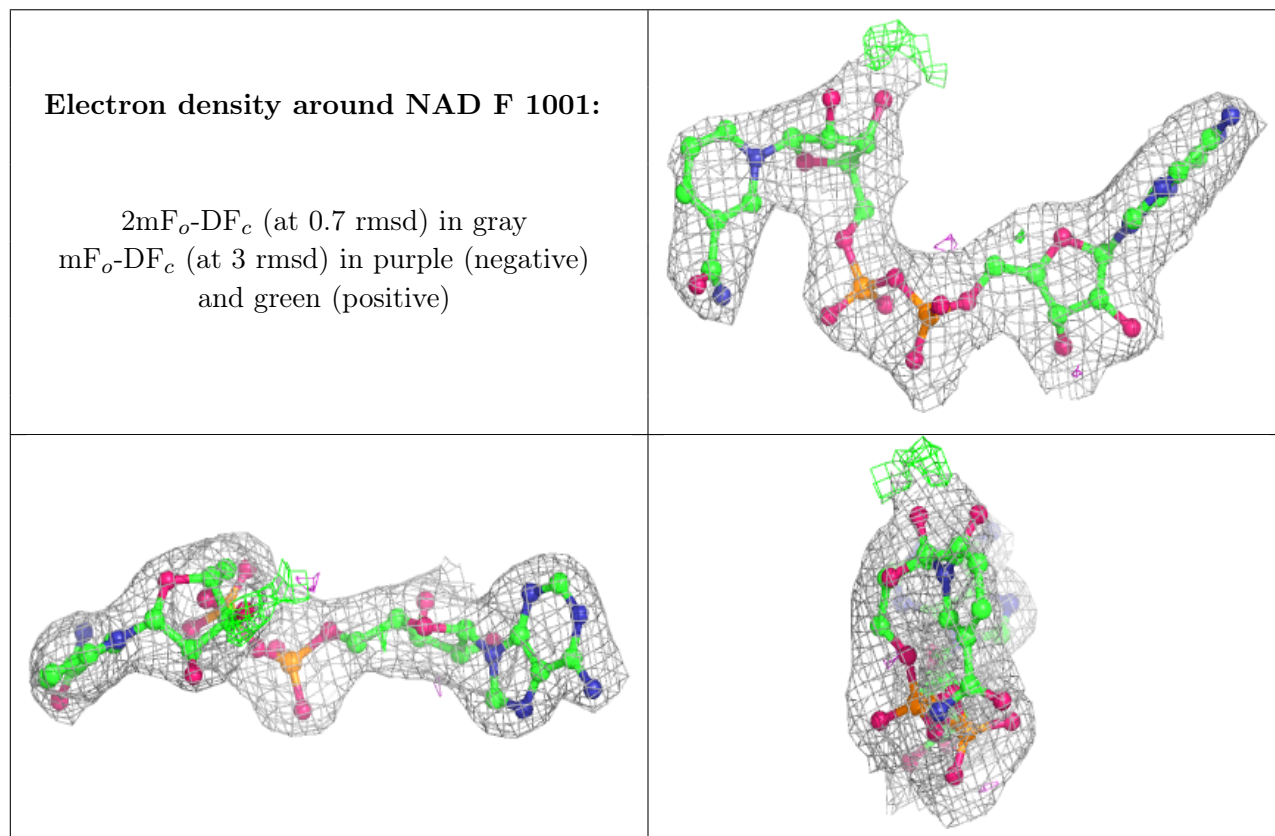 Electron density around NAD F 1001:
2mFₒ-DF𝒸 (at 0.7 rmsd) in gray
mFₒ-DF𝒸 (at 3 rmsd) in purple (negative)
and green (positive)